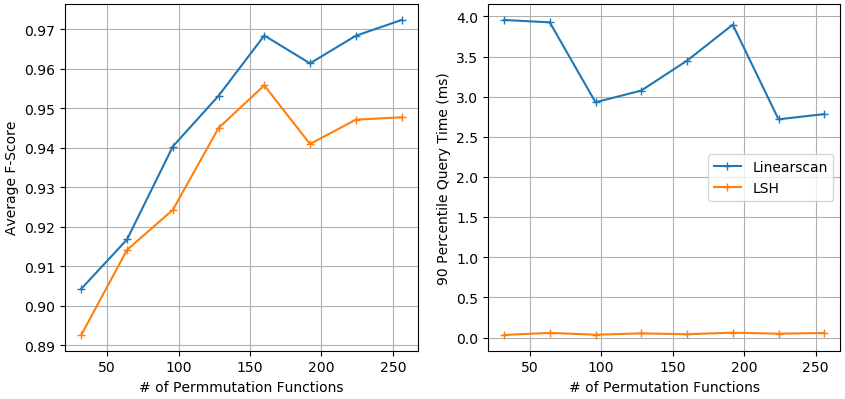 Average F-Score
0.97
0.96
0.95
0.94
0.93
0.92
0.91
0.90
0.89
50 100 150 200 250
# of Permmutation Functions
90 Percentile Query Time (ms)
4.0
3.5
3.0
2.5
2.0
1.5
1.0
0.5
0.0
Linearscan
LSH
50 100 150 200 250
# of Permutation Functions